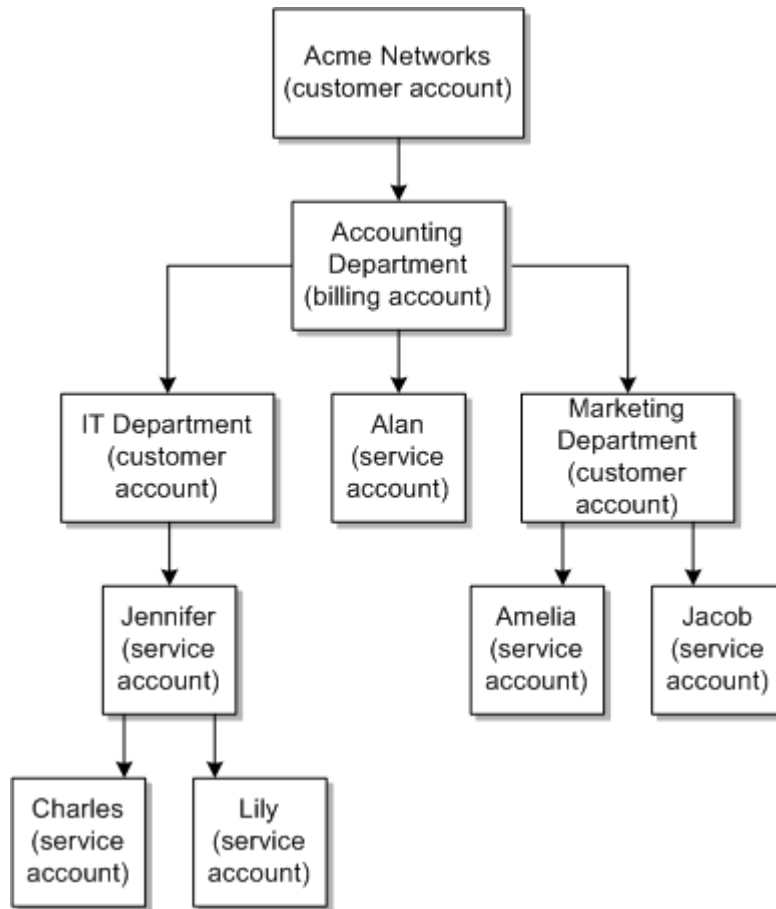 Acme Networks
(customer account)
Accounting
Department
(billing account)
IT Department
(customer
account)
Alan
(service
account)
Marketing
Department
(customer
account)
Jennifer
(service
account)
Amelia
(service
account)
Jacob
(service
account)
Charles
(service
account)
Lily
(service
account)